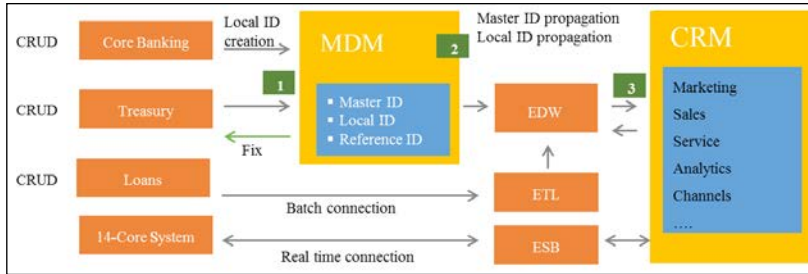 Local ID
creation
Master ID propagation
Local ID propagation
CRUD
Core Banking
MDM
2
CRM
1
3
CRUD
Treasury
Master ID
Local ID
Reference ID
EDW
Marketing
Sales
Service
Analytics
Channels
....
Fix
CRUD
Loans
Batch connection
ETL
14-Core System
Real time connection
ESB